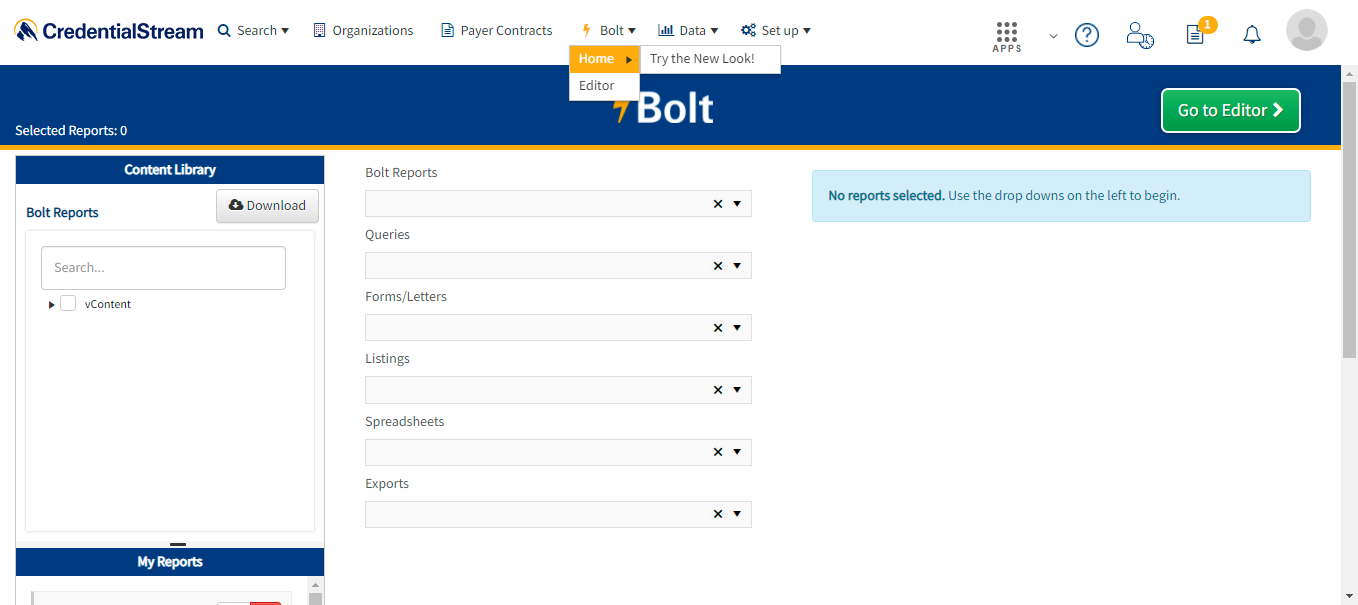 CredentialStream
Search
Organizations
Payer Contracts
Bolt
Data
Set up
APPS
1
Home
Try the New Look!
Editor
Selected Reports: 0
Bolt
Go to Editor
Content Library
Bolt Reports
Download
Search...
vContent
My Reports
Bolt Reports
Queries
Forms/Letters
Listings
Spreadsheets
Exports
No reports selected. Use the drop downs on the left to begin.